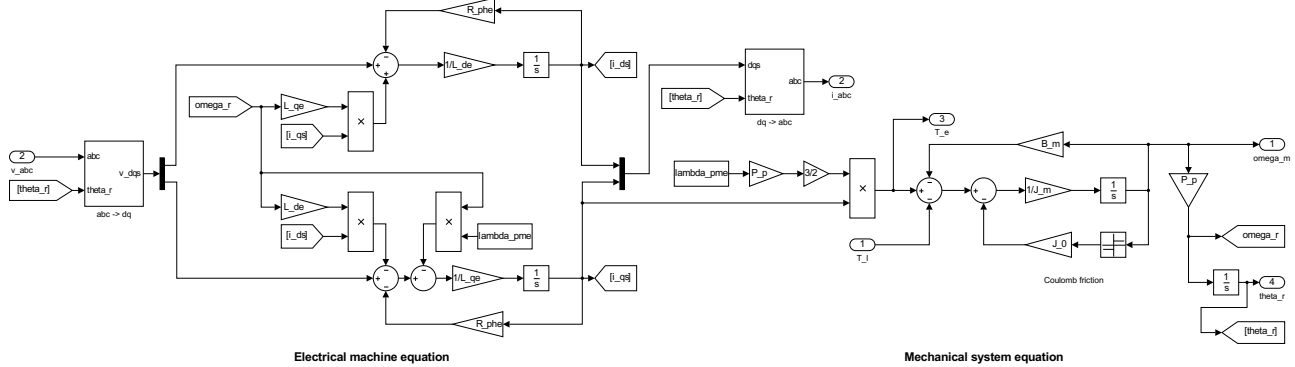 R_phe
1/L_de
1
s
[i_ds]
omega_r
L_qe
×
[i_qs]
2
v_abc
[theta_r]
abc
theta_r
v_dqs
abc -> dq
L_de
×
[i_ds]
×
lambda_pme
1/L_qe
1
s
[i_qs]
R_phe
Electrical machine equation
dqs
theta_r
abc
dq -> abc
[theta_r]
2
i_abc
lambda_pme
P_p
3/2
×
3
T_e
1
T_l
B_m
1/J_m
1
s
J_0
Coulomb friction
1
omega_m
P_p
omega_r
1
s
4
theta_r
[theta_r]
Mechanical system equation